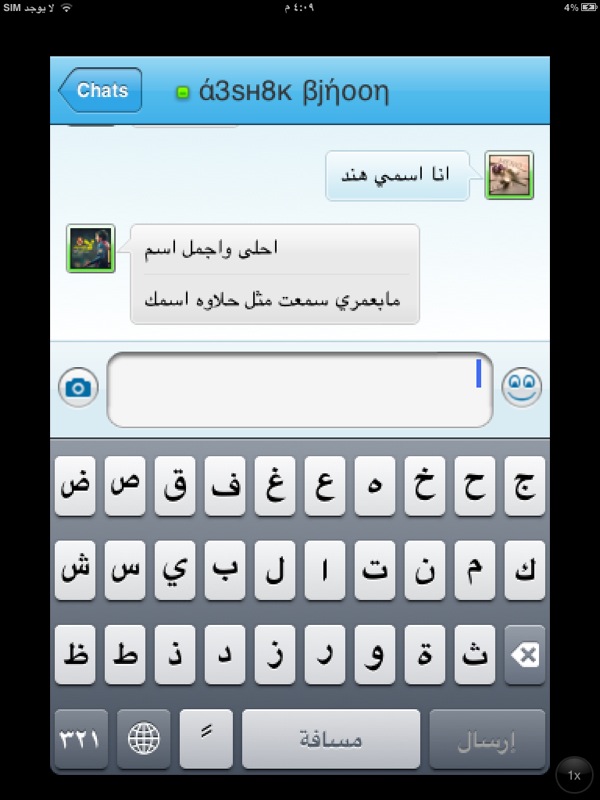 لا يوجد SIM
٤:٠٩ م
4%
Chats
á3sн8к βjήooη
انا اسمي هند
احلى واجمل اسم
مابعمري سمعت مثل حلاوه اسمك
ض ص ق ف غ ع ه خ ح ج
ش س ي ب ل ا ت ن م ك
ظ ط ذ د ز ر و ة ث
٣٢١
مسافة
إرسال
1x